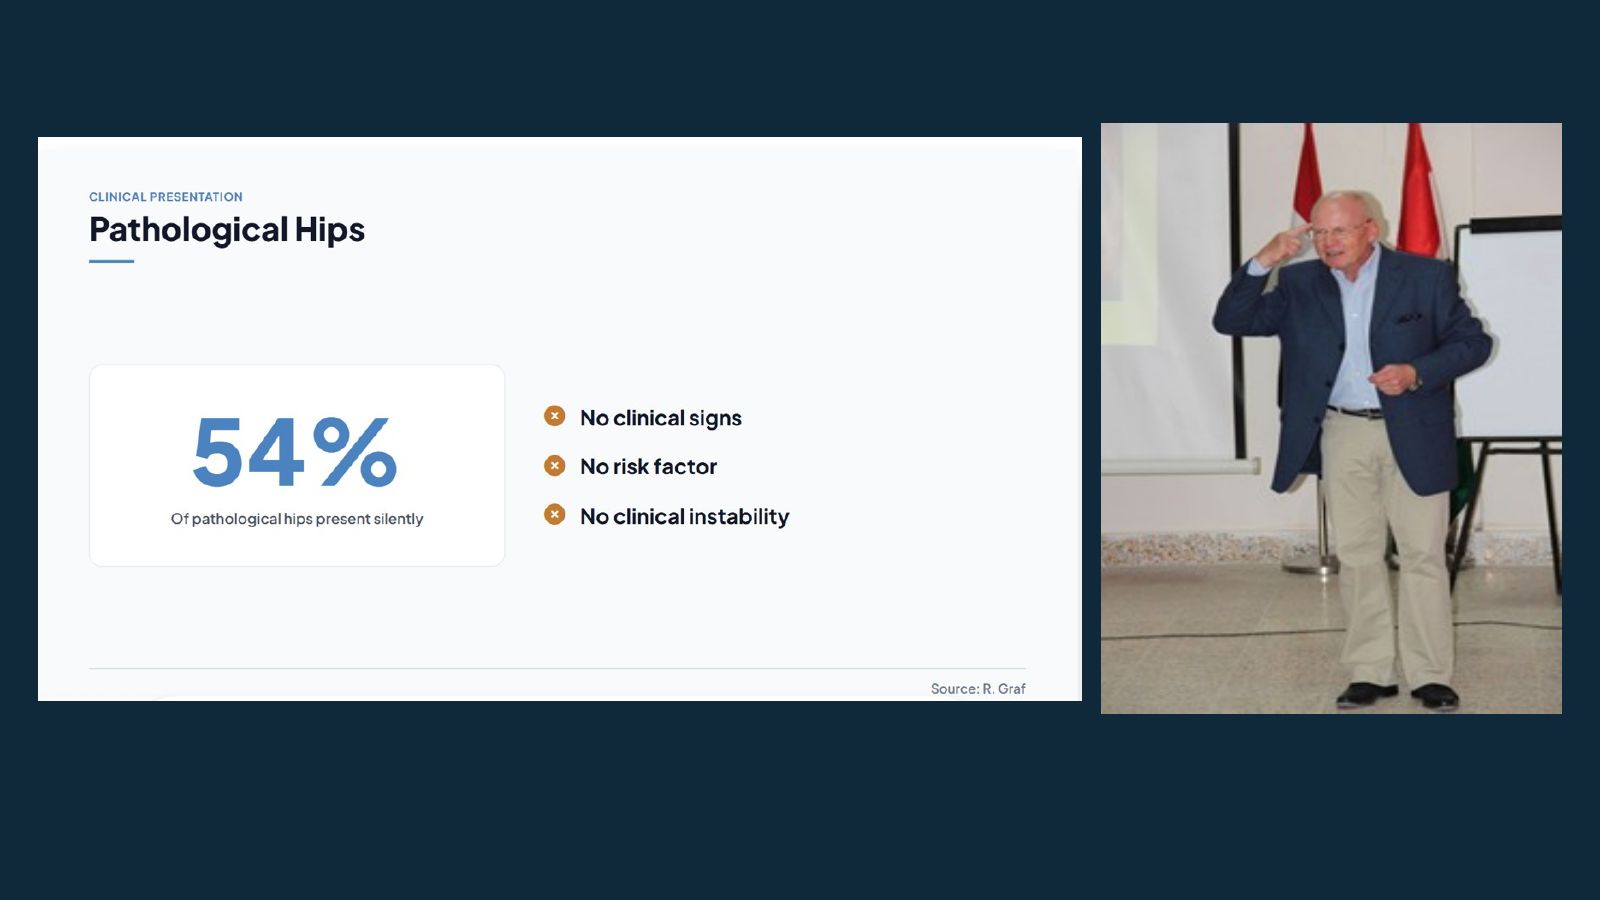 CLINICAL PRESENTATION
Pathological Hips
54%
Of pathological hips present silently
No clinical signs
No risk factor
No clinical instability
Source: R. Graf